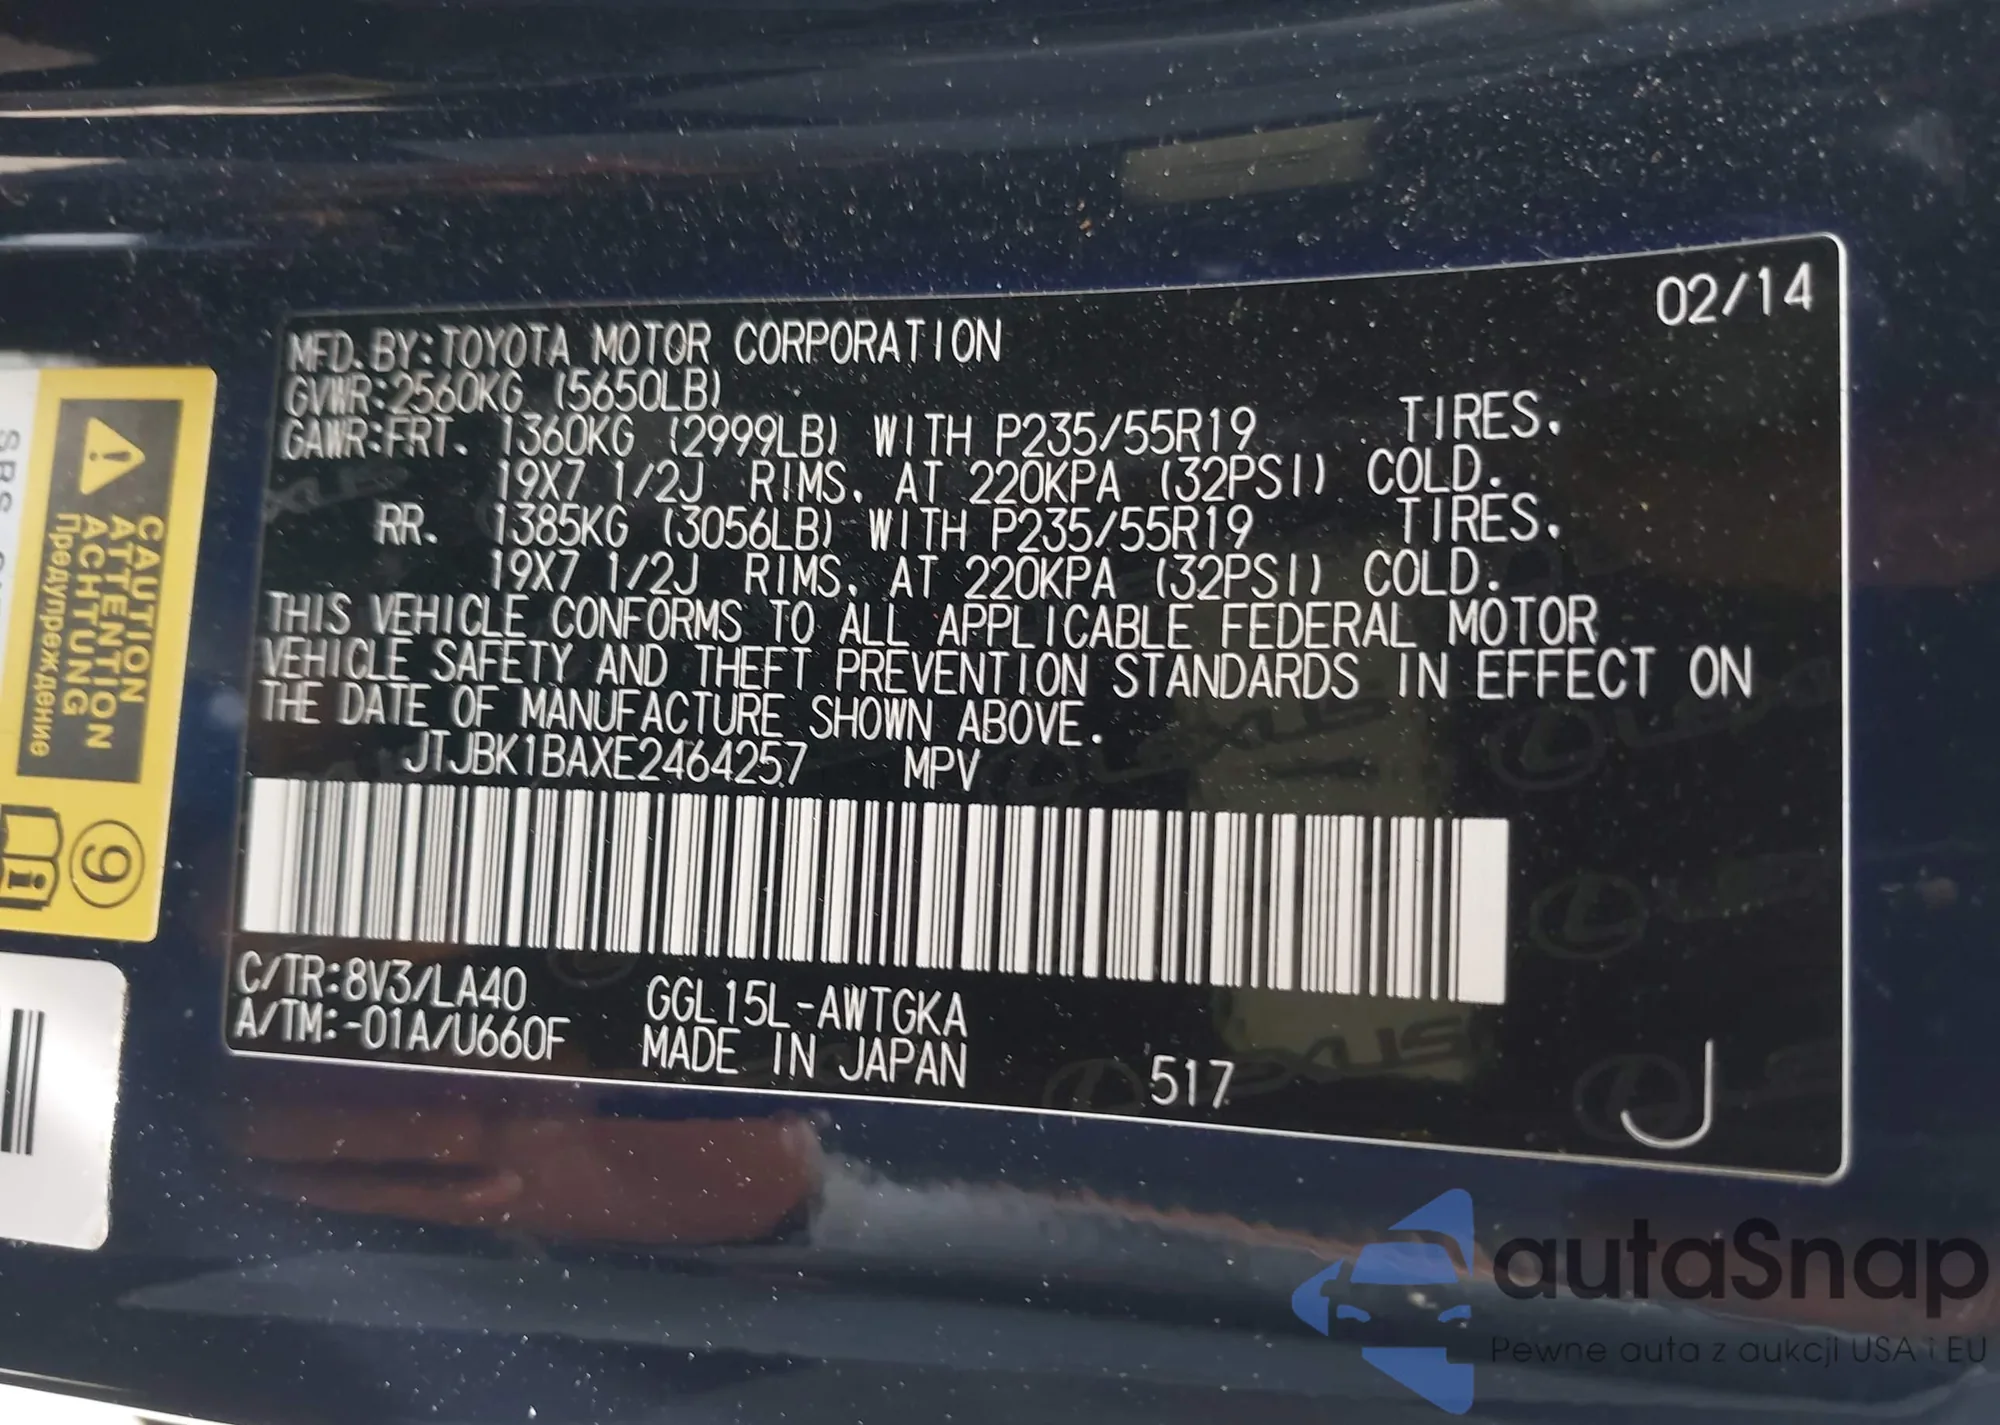 02/14
MFD. BY: TOYOTA MOTOR CORPORATION
GVWR: 2560KG (5650LB)
GAWR: FRT. 1360KG (2999LB) WITH P235/55R19 TIRES.
19X7 1/2J RIMS, AT 220KPA (32PSI) COLD.
RR. 1385KG (3056LB) WITH P235/55R19 TIRES.
19X7 1/2J RIMS, AT 220KPA (32PSI) COLD.
THIS VEHICLE CONFORMS TO ALL APPLICABLE FEDERAL MOTOR
VEHICLE SAFETY AND THEFT PREVENTION STANDARDS IN EFFECT ON
THE DATE OF MANUFACTURE SHOWN ABOVE.
JTJBK1BAXE2464257 MPV
C/TR: 8V3/LA40 GGL15L-AWTGKA
A/TM: -01A/U660F MADE IN JAPAN 517 J
CAUTION
ATTENTION
ACHTUNG
Предупреждение
9
SRS
autaSnap
Pewne auta z aukcji USA i EU